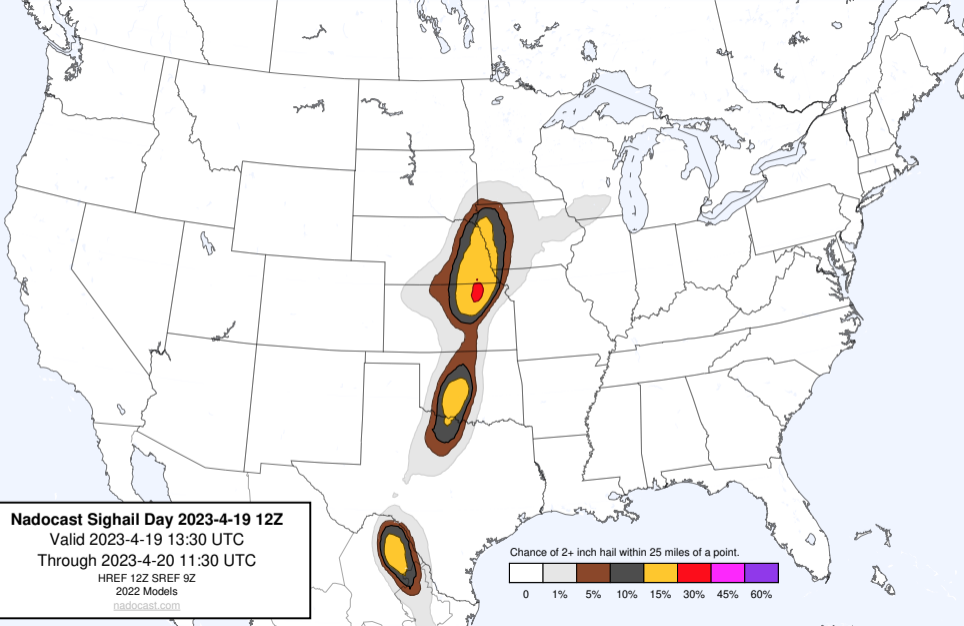 Nadocast Sighail Day 2023-4-19 12Z
Valid 2023-4-19 13:30 UTC
Through 2023-4-20 11:30 UTC
HREF 12Z SREF 9Z
2022 Models
nadocast.com
Chance of 2+ inch hail within 25 miles of a point.
0 1% 5% 10% 15% 30% 45% 60%